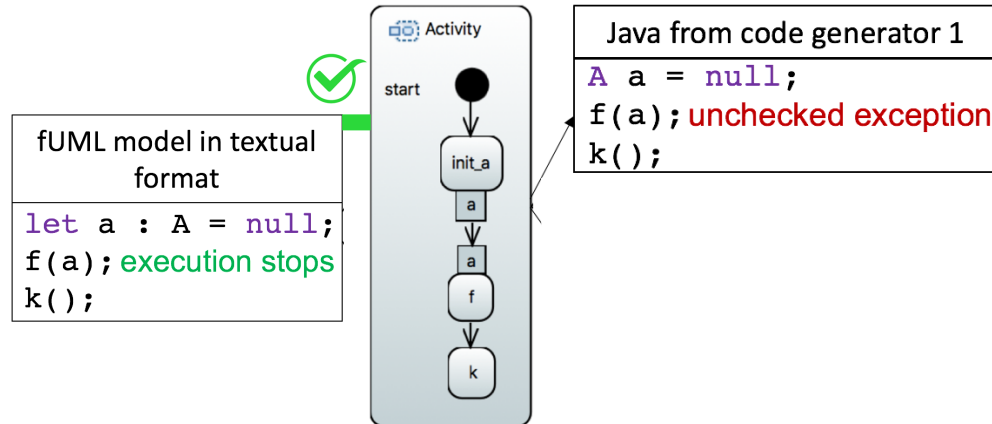 fUML model in textual
format
let a : A = null;
f(a); execution stops
k();
Activity
start
init_a
a
a
f
k
Java from code generator 1
A a = null;
f(a); unchecked exception
k();